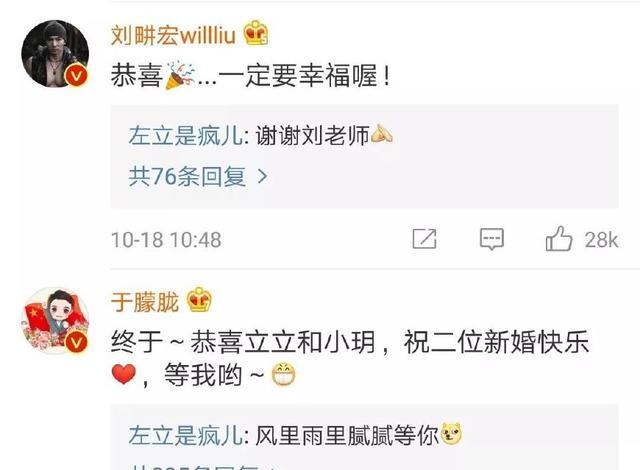 刘畊宏willliu
恭喜...一定要幸福喔！
左立是疯儿: 谢谢刘老师
共76条回复 >
10-18 10:48
28k
于朦胧
终于～恭喜立立和小玥，祝二位新婚快乐
，等我哟～
左立是疯儿: 风里雨里腻腻等你